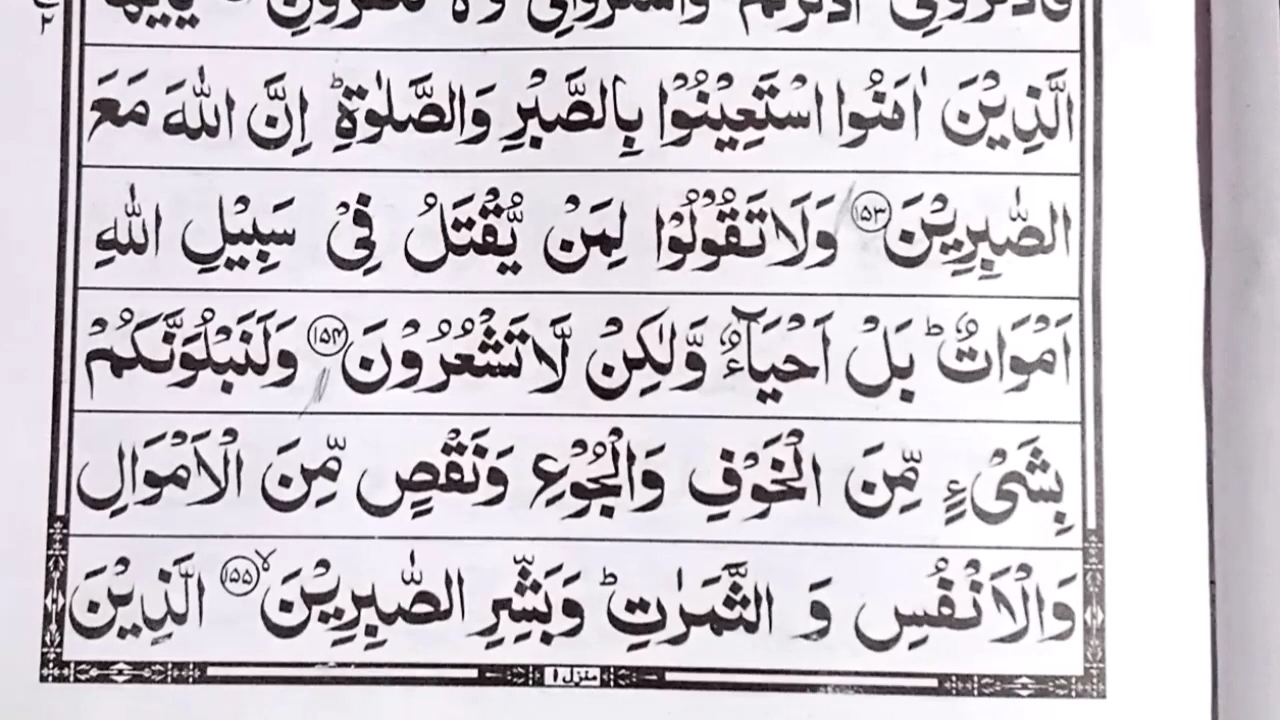 الَّذِيْنَ اٰمَنُوا اسْتَعِيْنُوْا بِالصَّبْرِ وَالصَّلٰوةِ ؕ اِنَّ اللّٰهَ مَعَ
الصّٰبِرِيْنَ ﴿۱۵۳﴾ وَلَا تَقُوْلُوْا لِمَنْ يُّقْتَلُ فِيْ سَبِيْلِ اللّٰهِ
اَمْوَاتٌ ؕ بَلْ اَحْيَآءٌ وَّلٰكِنْ لَّا تَشْعُرُوْنَ ﴿۱۵۴﴾ وَلَنَبْلُوَنَّكُمْ
بِشَيْءٍ مِّنَ الْخَوْفِ وَالْجُوْعِ وَنَقْصٍ مِّنَ الْاَمْوَالِ
وَالْاَنْفُسِ وَ الثَّمَرٰتِ ؕ وَبَشِّرِ الصّٰبِرِيْنَ ﴿۱۵۵﴾ۙ الَّذِيْنَ
منزل ۱